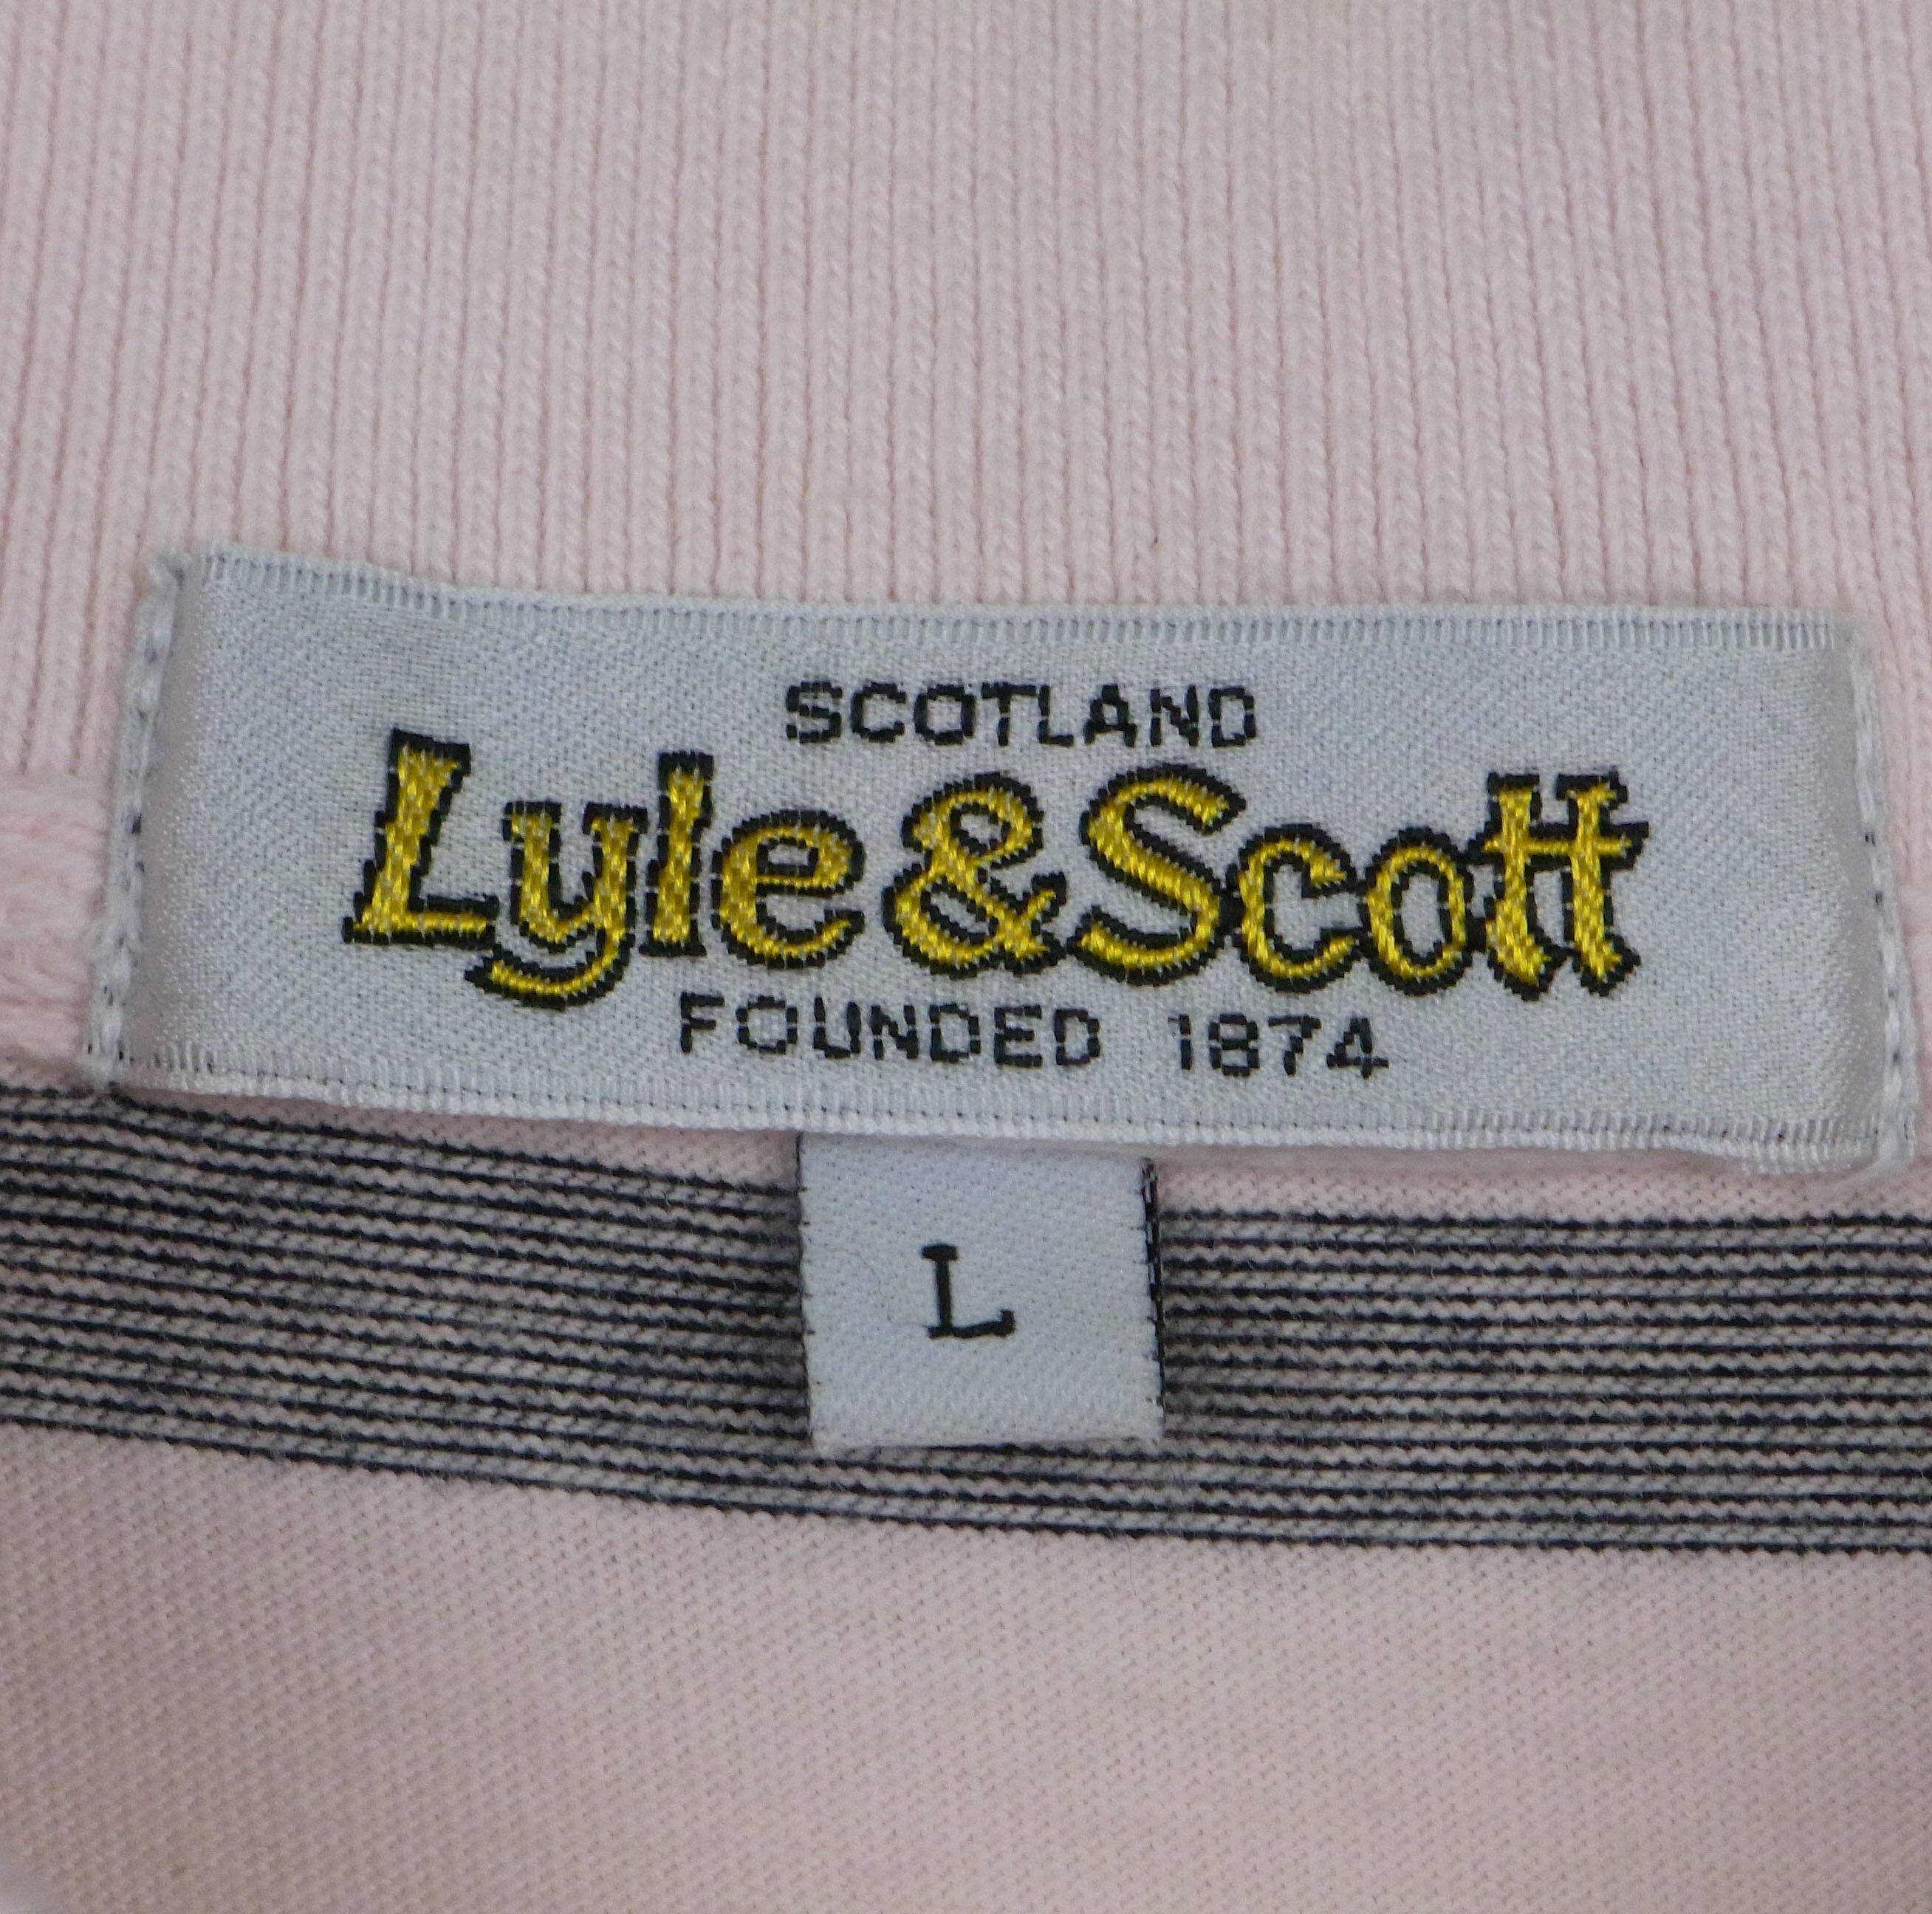 SCOTLAND
Lyle & Scott
FOUNDED 1874
L